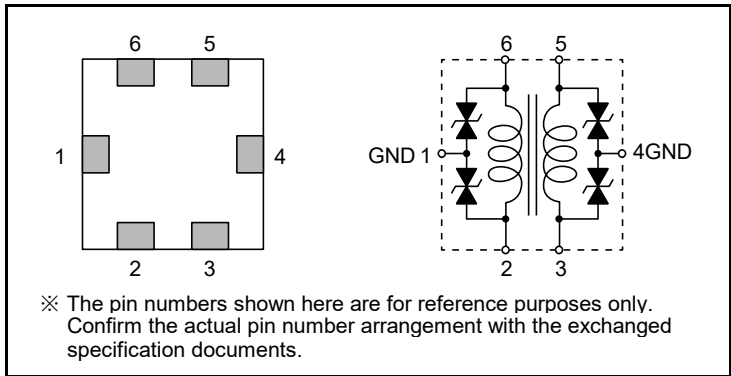 6 5
6 5
1
4
GND 1
4GND
2 3
2 3
※ The pin numbers shown here are for reference purposes only.
Confirm the actual pin number arrangement with the exchanged
specification documents.